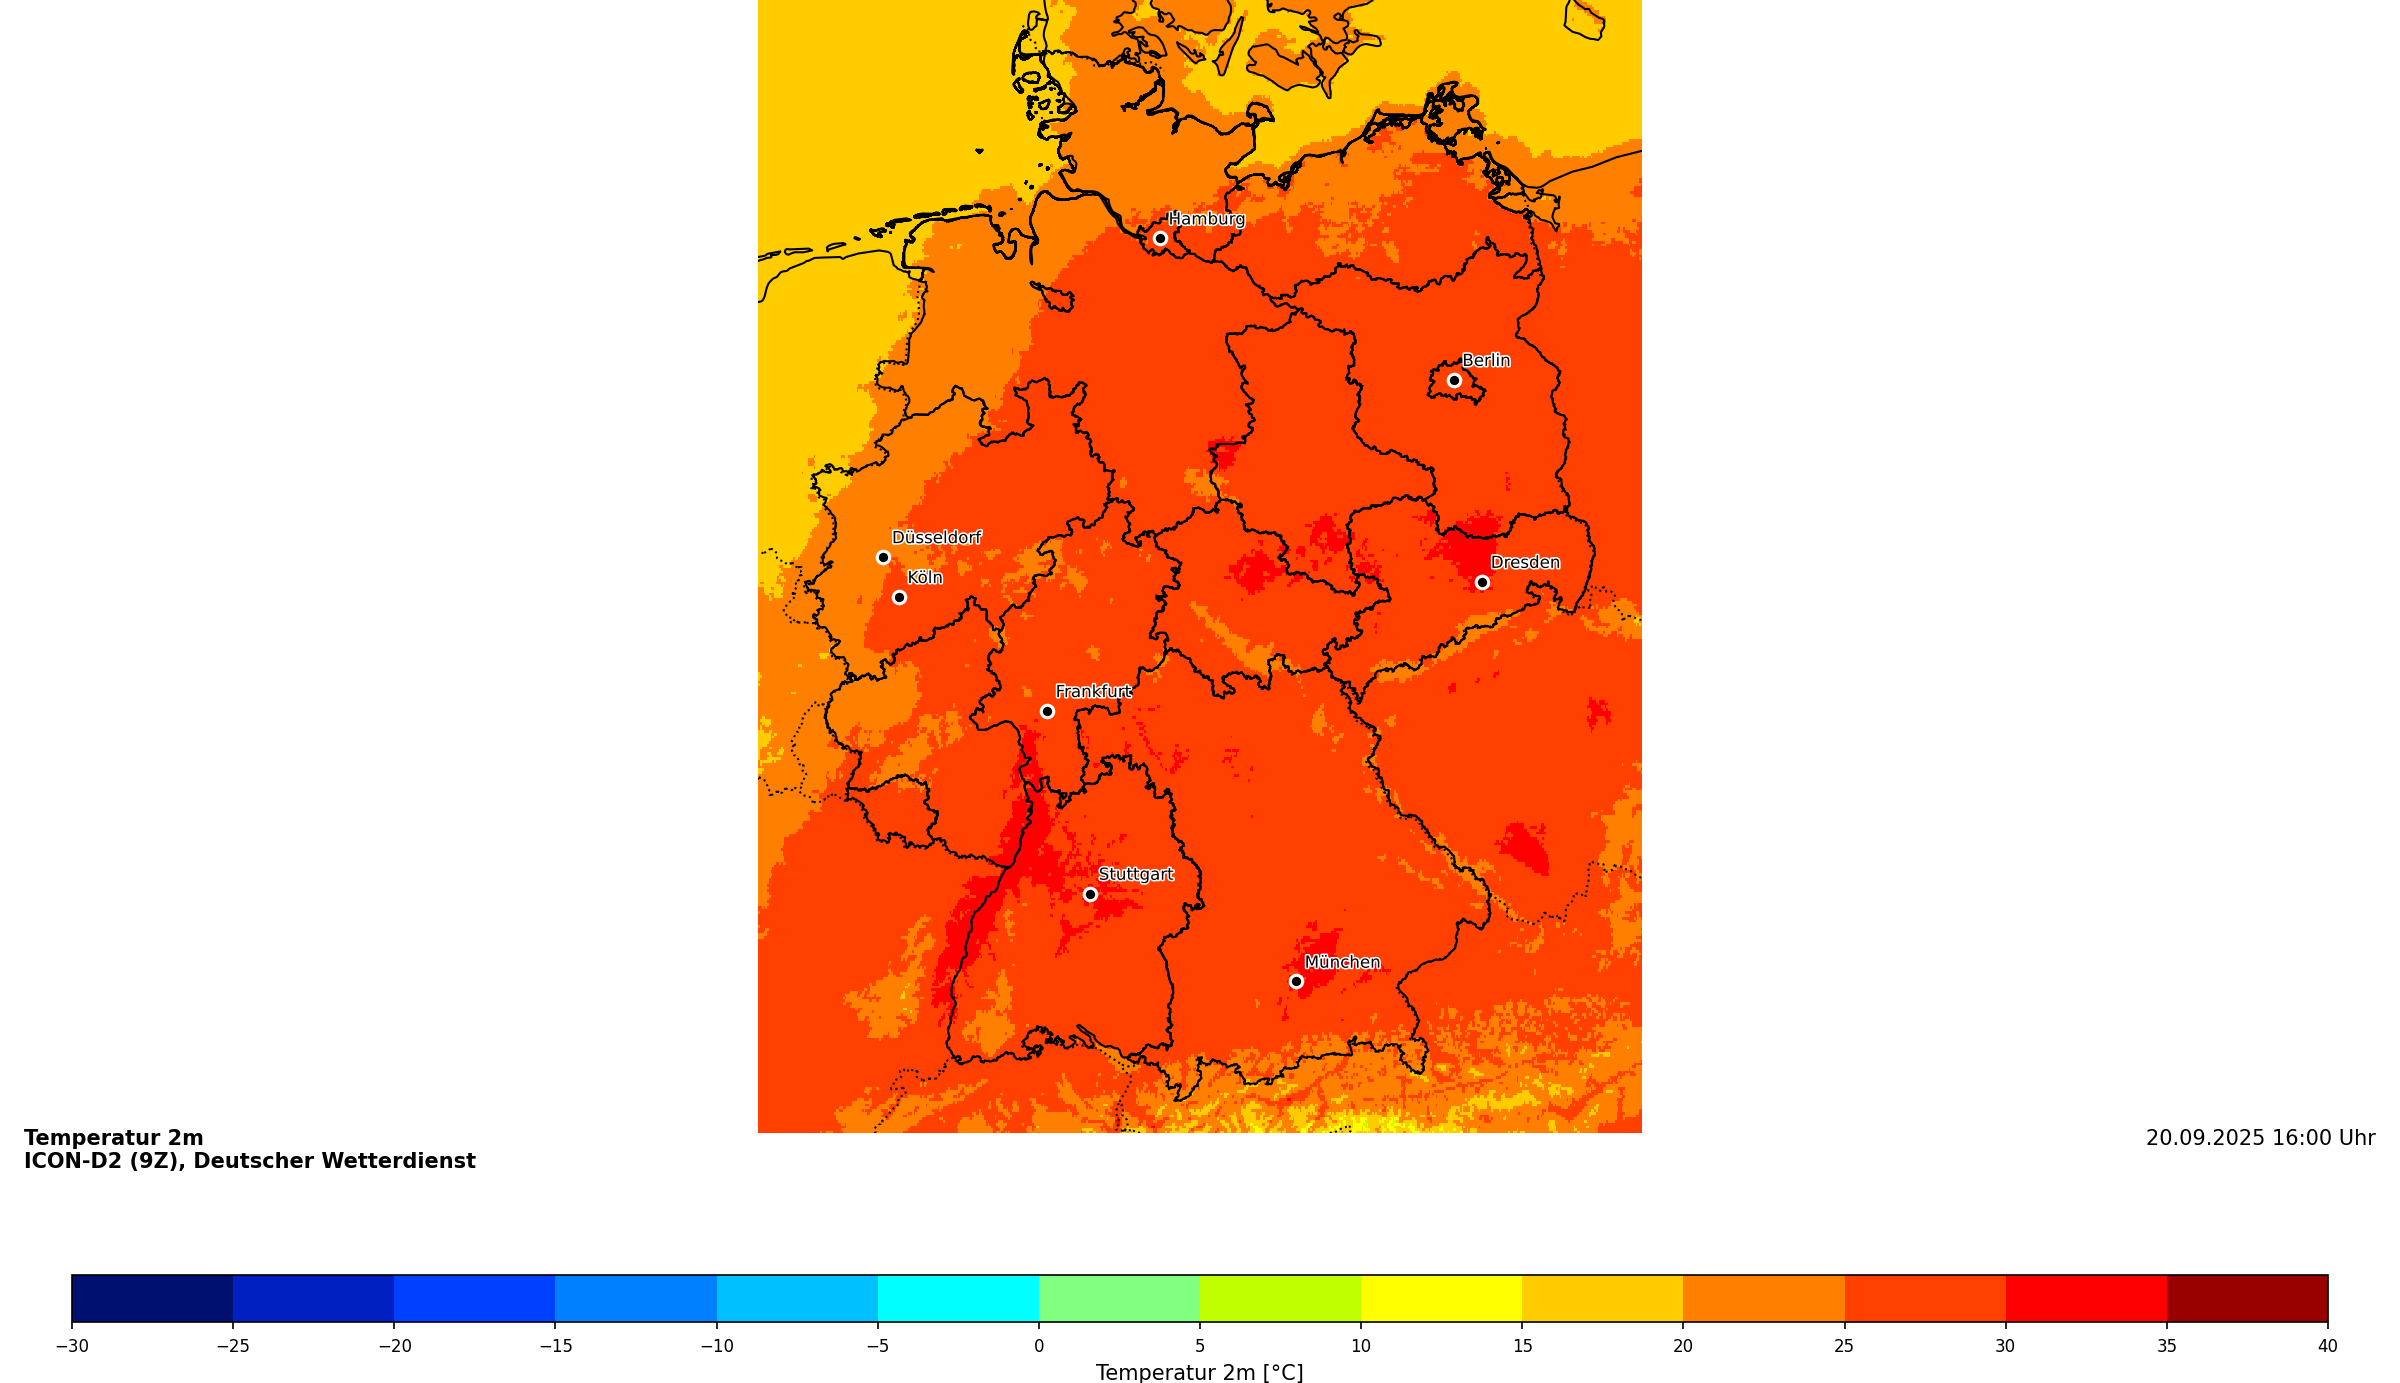 Hamburg
Berlin
Düsseldorf
Köln
Dresden
Frankfurt
Stuttgart
München
Temperatur 2m
ICON-D2 (9Z), Deutscher Wetterdienst
20.09.2025 16:00 Uhr
−30 −25 −20 −15 −10 −5 0 5 10 15 20 25 30 35 40
Temperatur 2m [°C]